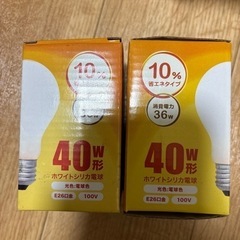 10%
40W形
ホワイトシリカ電球
光色/電球色
E26口金
100V
10%
省エネタイプ
消費電力
36W
40W形
ホワイトシリカ電球
光色/電球色
E26口金
100V